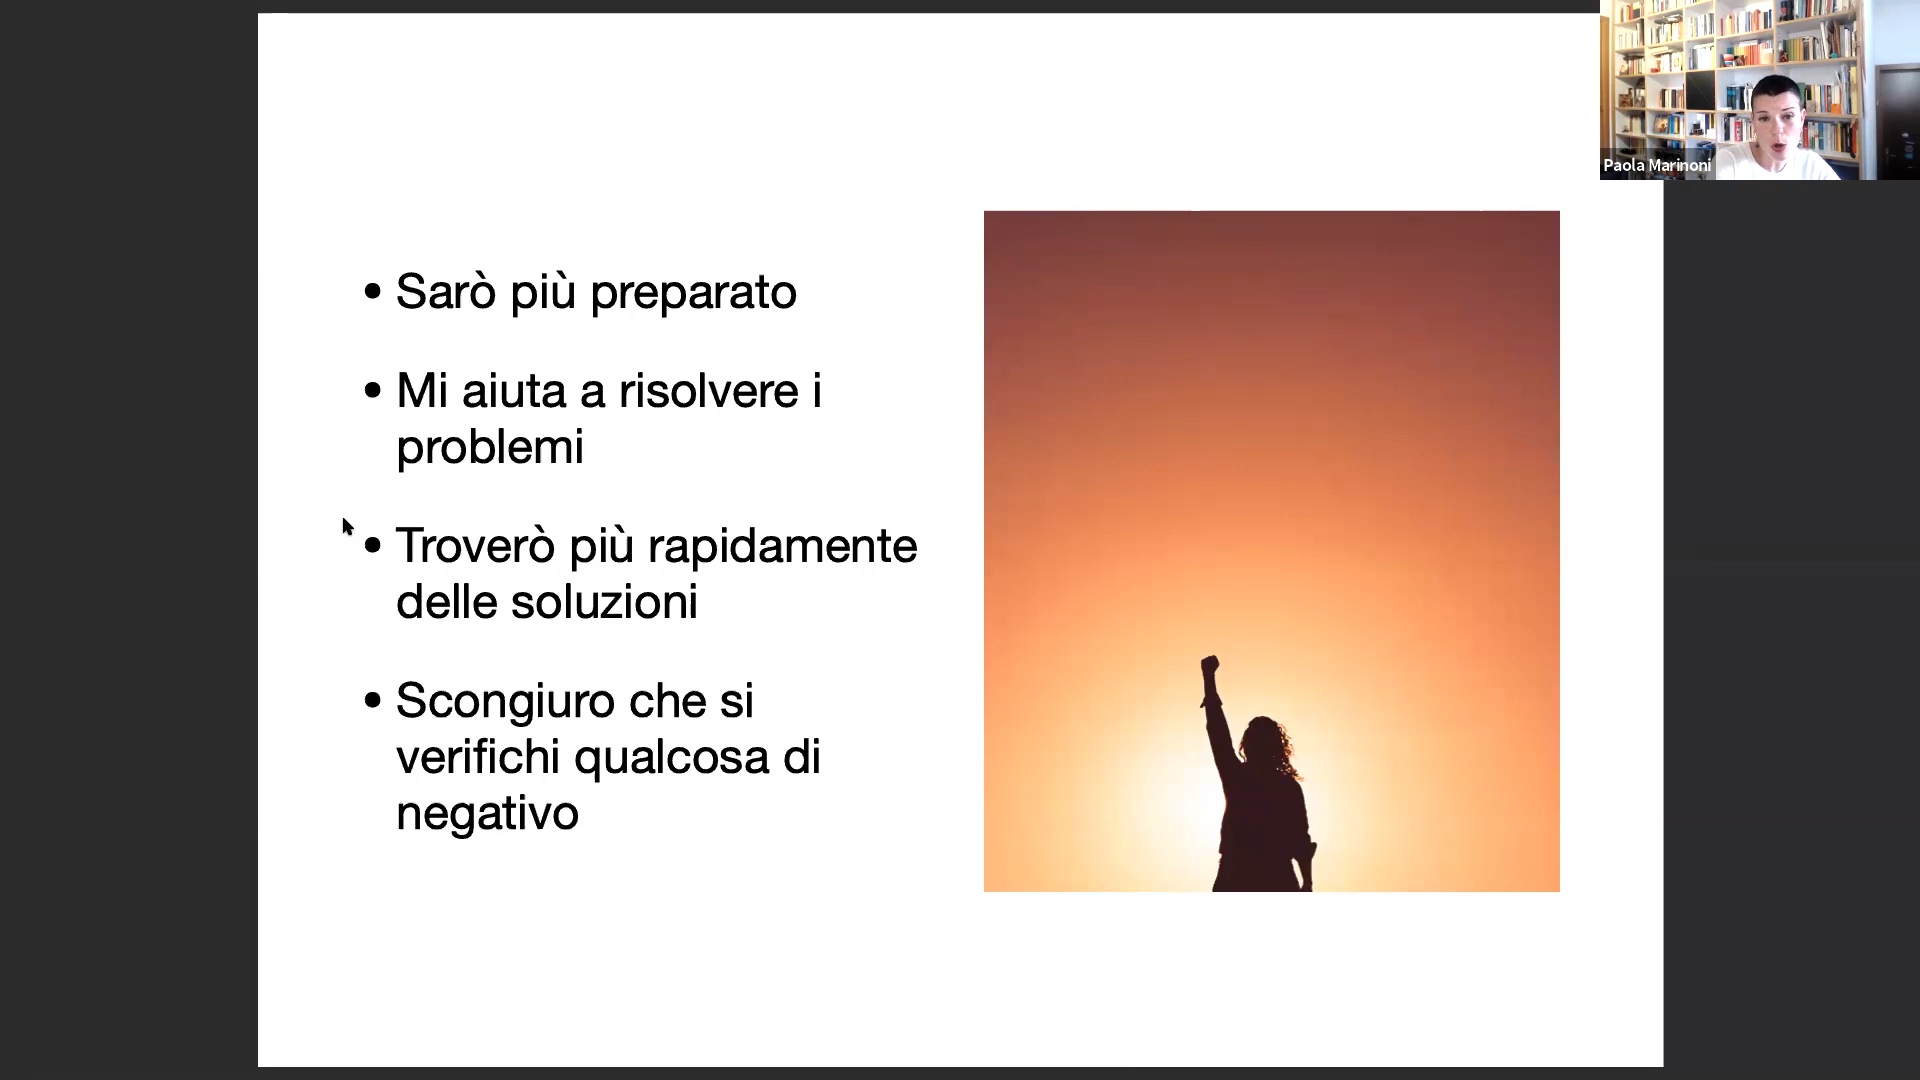 Paola Marinoni
• Sarò più preparato
• Mi aiuta a risolvere i
problemi
• Troverò più rapidamente
delle soluzioni
• Scongiuro che si
verifichi qualcosa di
negativo